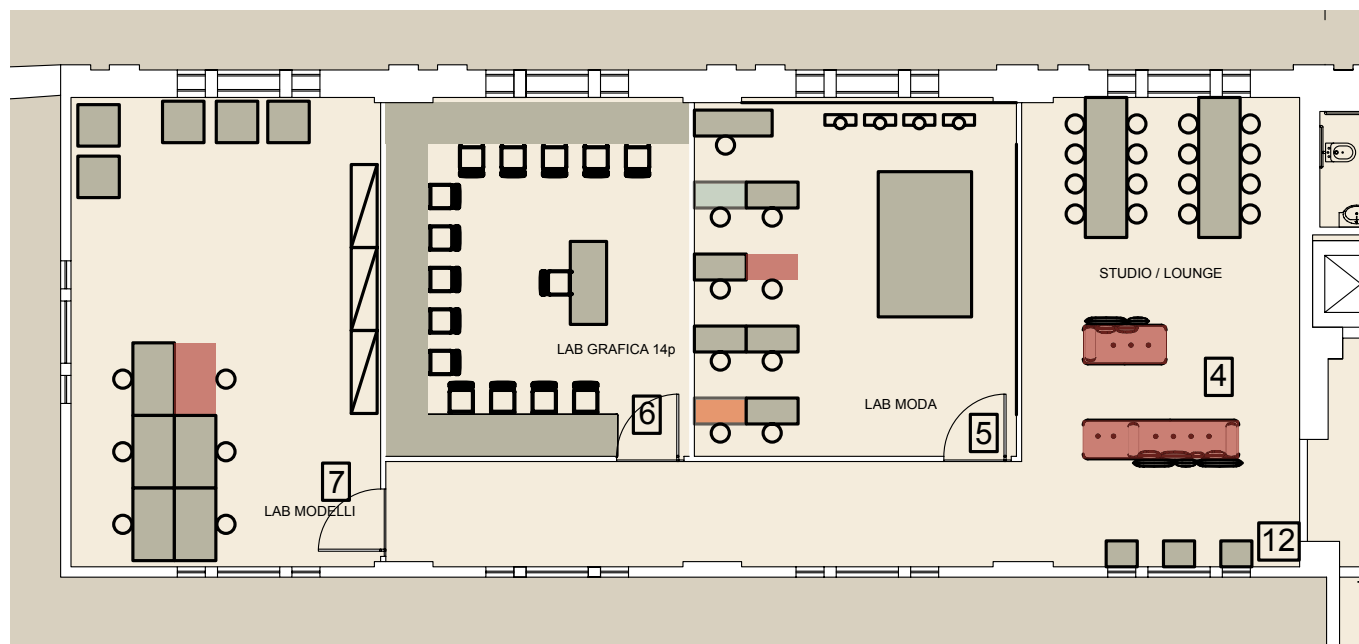 STUDIO / LOUNGE
LAB GRAFICA 14p
4
LAB MODA
6
5
7
LAB MODELLI
12